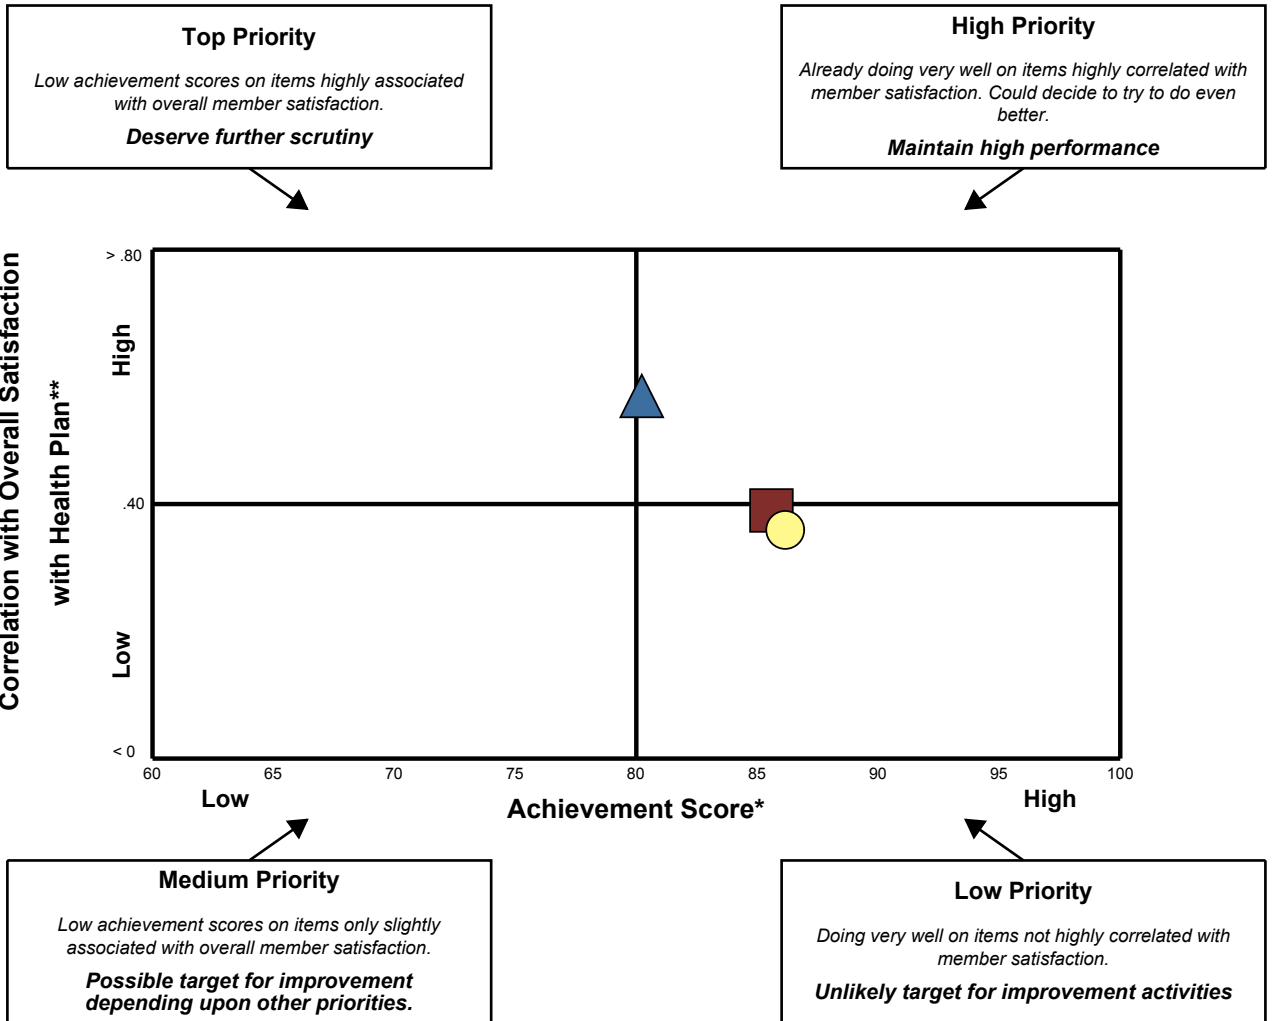 Top Priority
Low achievement scores on items highly associated
with overall member satisfaction.
Deserve further scrutiny
High Priority
Already doing very well on items highly correlated with
member satisfaction. Could decide to try to do even
better.
Maintain high performance
Correlation with Overall Satisfaction
with Health Plan**
> .80
High
.40
Low
< 0
60 65 70 75 80 85 90 95 100
Low
Achievement Score*
High
Medium Priority
Low achievement scores on items only slightly
associated with overall member satisfaction.
Possible target for improvement
depending upon other priorities.
Low Priority
Doing very well on items not highly correlated with
member satisfaction.
Unlikely target for improvement activities